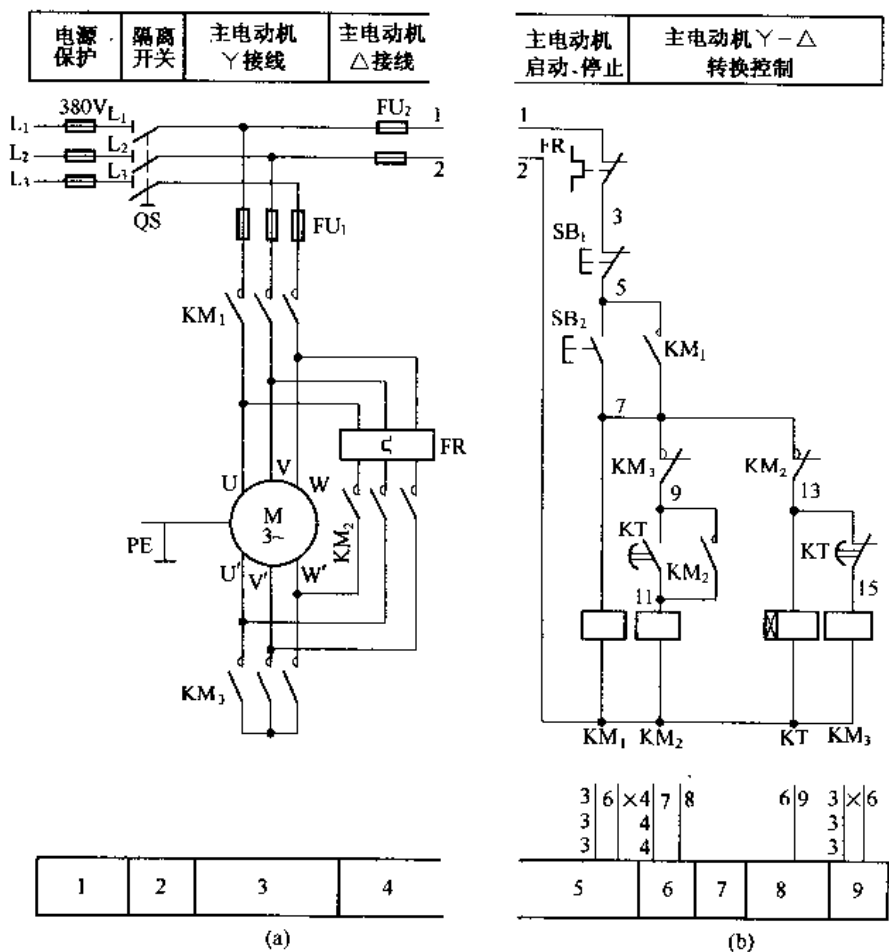 电源
保护
隔离
开关
主电动机
Y接线
主电动机
△接线
主电动机
启动、停止
主电动机Y-△
转换控制
380V
L₁
L₂
L₃
L₁
L₂
L₃
QS
FU₂
1
2
FU₁
KM₁
FR
U
V
W
M
3~
PE
KM₂
U′
V′
W′
KM₃
1
2
FR
3
SB₁
5
SB₂
KM₁
7
KM₃
KM₂
9
13
KT
KM₂
KT
11
15
KM₁
KM₂
KT
KM₃
3 6 × 4 7 8
3 4
3 4
6 9
3 × 6
3
3
1
2
3
4
5
6
7
8
9
(a)
(b)